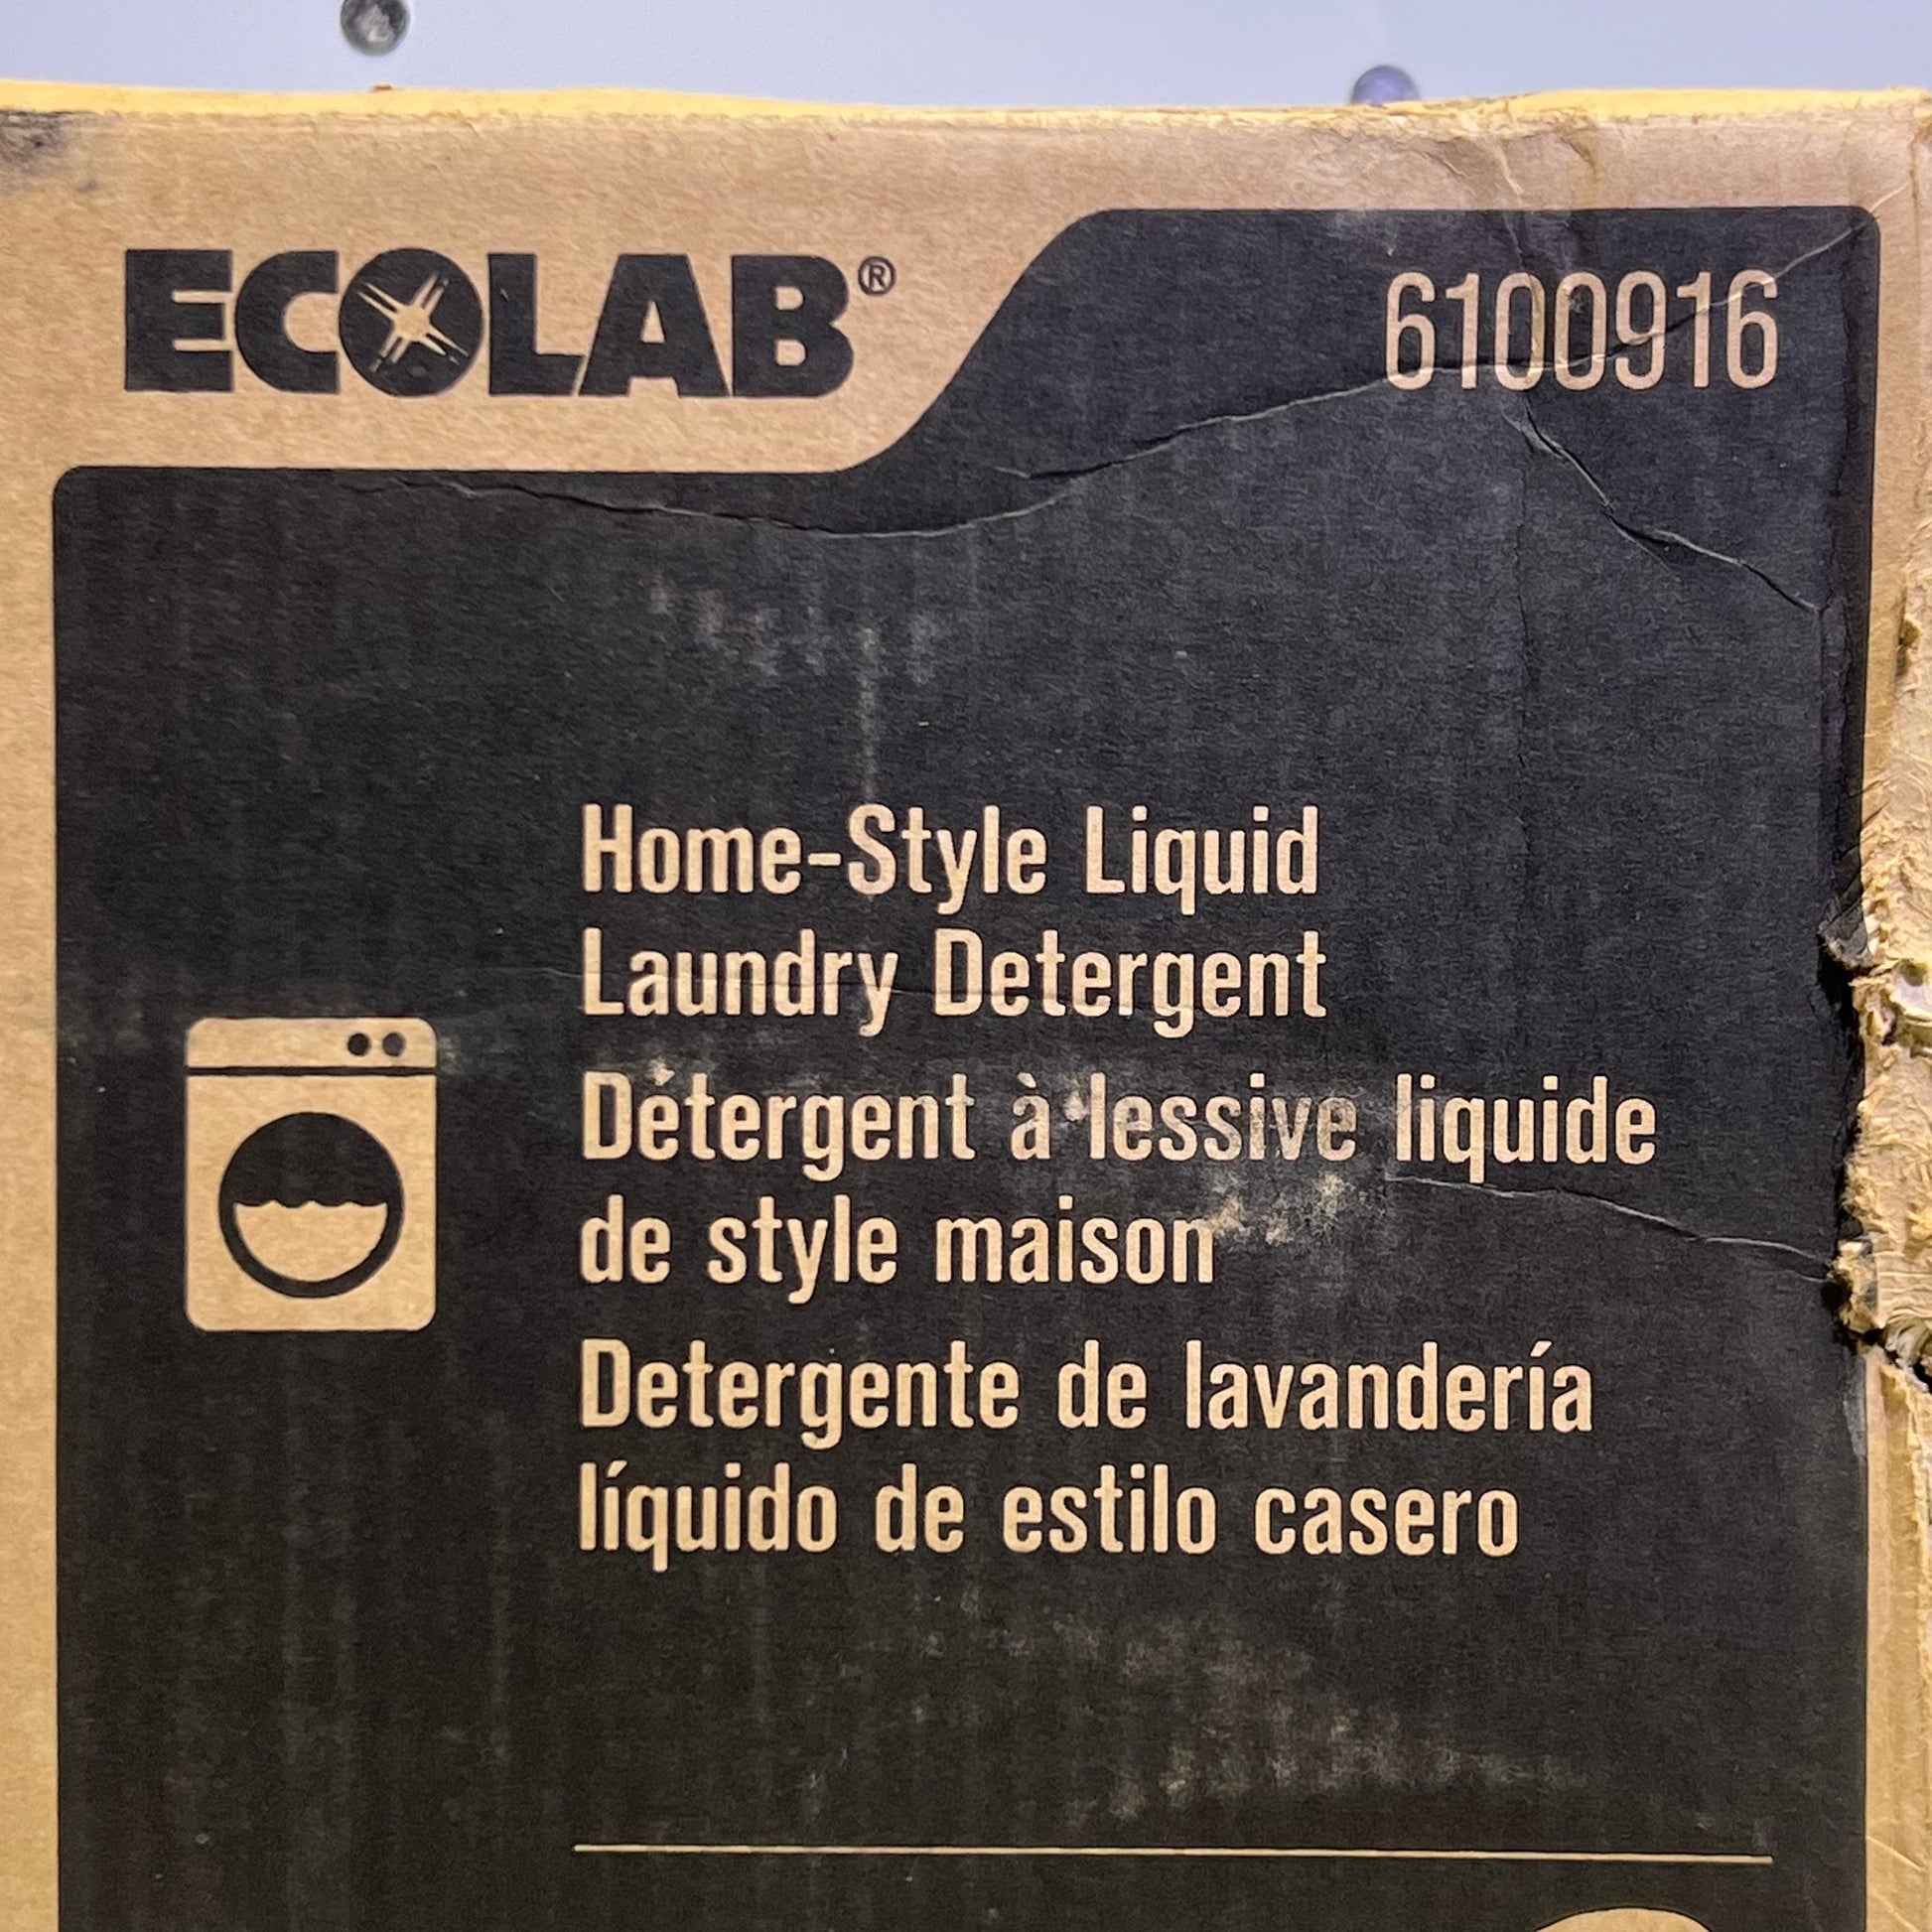 ECOLAB®
6100916
Home-Style Liquid
Laundry Detergent
Détergent à lessive liquide
de style maison
Detergente de lavandería
líquido de estilo casero